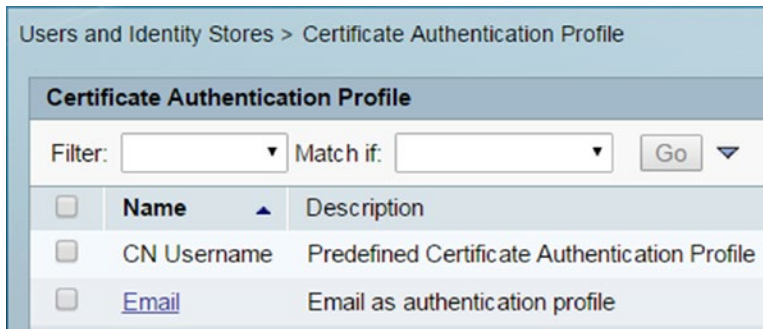 Users and Identity Stores > Certificate Authentication Profile
Certificate Authentication Profile
Filter: Match if: Go
Name Description
CN Username Predefined Certificate Authentication Profile
Email Email as authentication profile